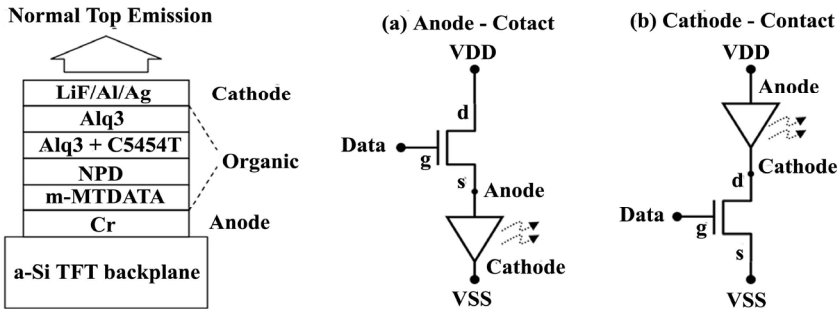 Normal Top Emission
LiF/Al/Ag
Cathode
Alq3
Alq3 + C5454T
Organic
NPD
m-MTDATA
Cr
Anode
a-Si TFT backplane
(a) Anode - Cotact
VDD
d
Data
g
s
Anode
Cathode
VSS
(b) Cathode - Contact
VDD
Anode
Cathode
d
Data
g
s
VSS